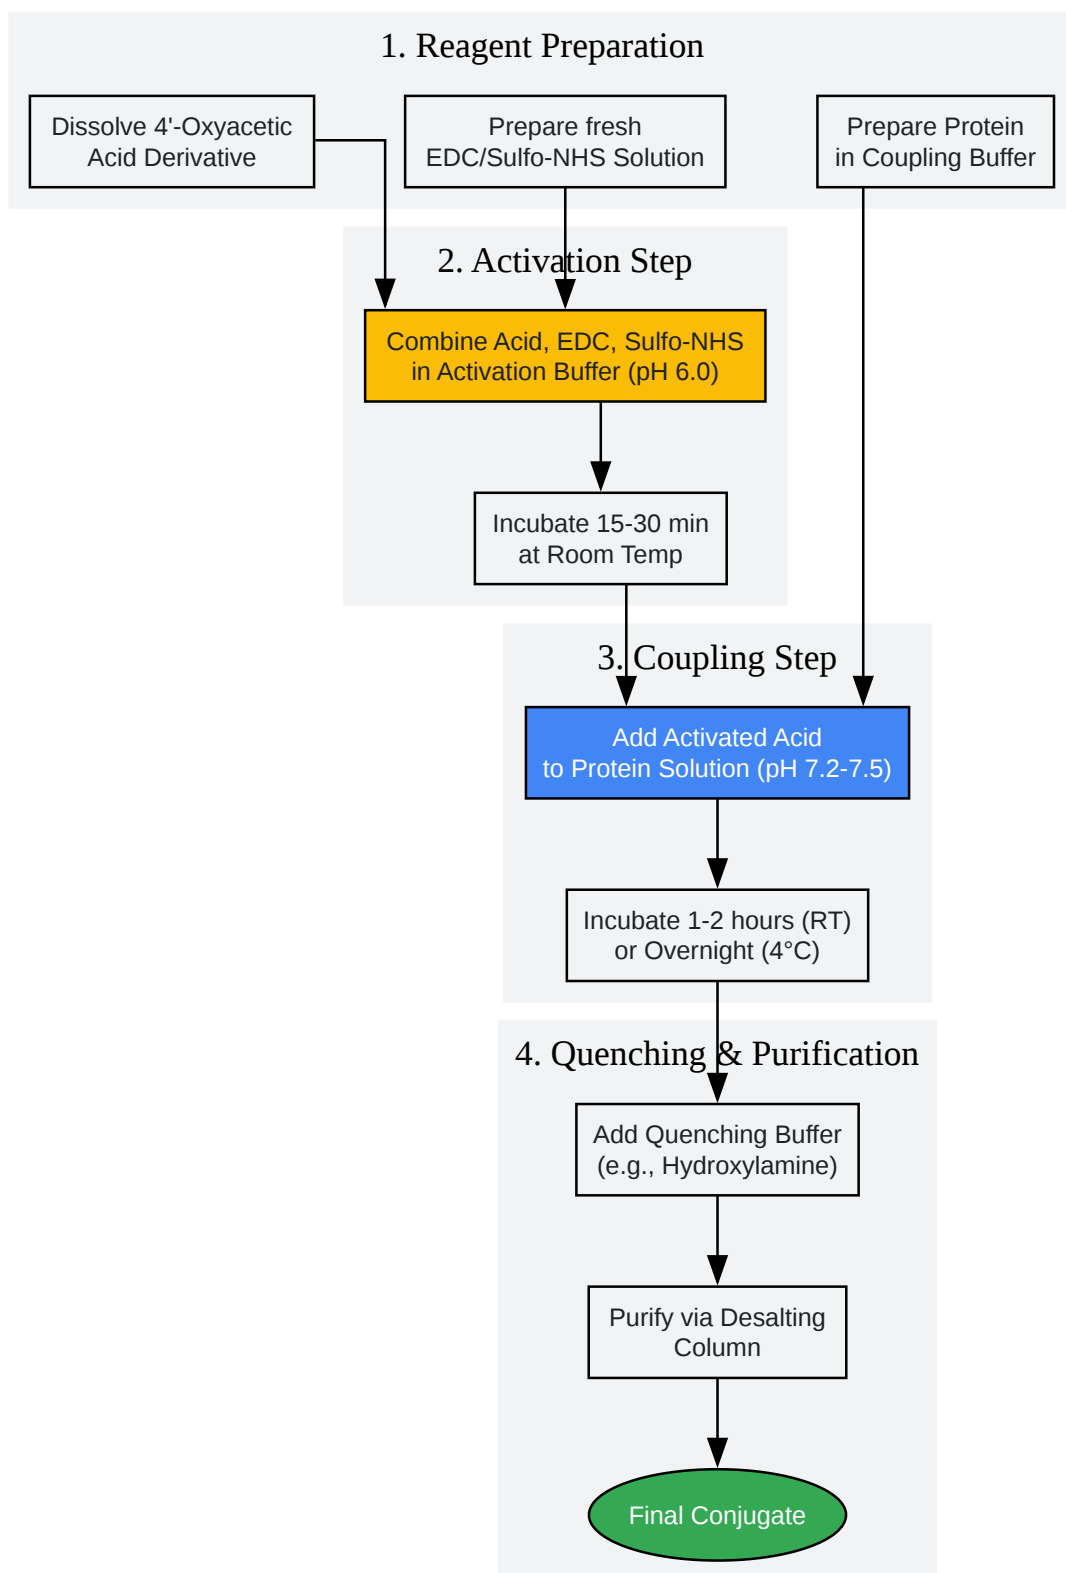 1. Reagent Preparation
Dissolve 4'-Oxyacetic
Acid Derivative
Prepare fresh
EDC/Sulfo-NHS Solution
Prepare Protein
in Coupling Buffer
2. Activation Step
Combine Acid, EDC, Sulfo-NHS
in Activation Buffer (pH 6.0)
Incubate 15-30 min
at Room Temp
3. Coupling Step
Add Activated Acid
to Protein Solution (pH 7.2-7.5)
Incubate 1-2 hours (RT)
or Overnight (4°C)
4. Quenching & Purification
Add Quenching Buffer
(e.g., Hydroxylamine)
Purify via Desalting
Column
Final Conjugate